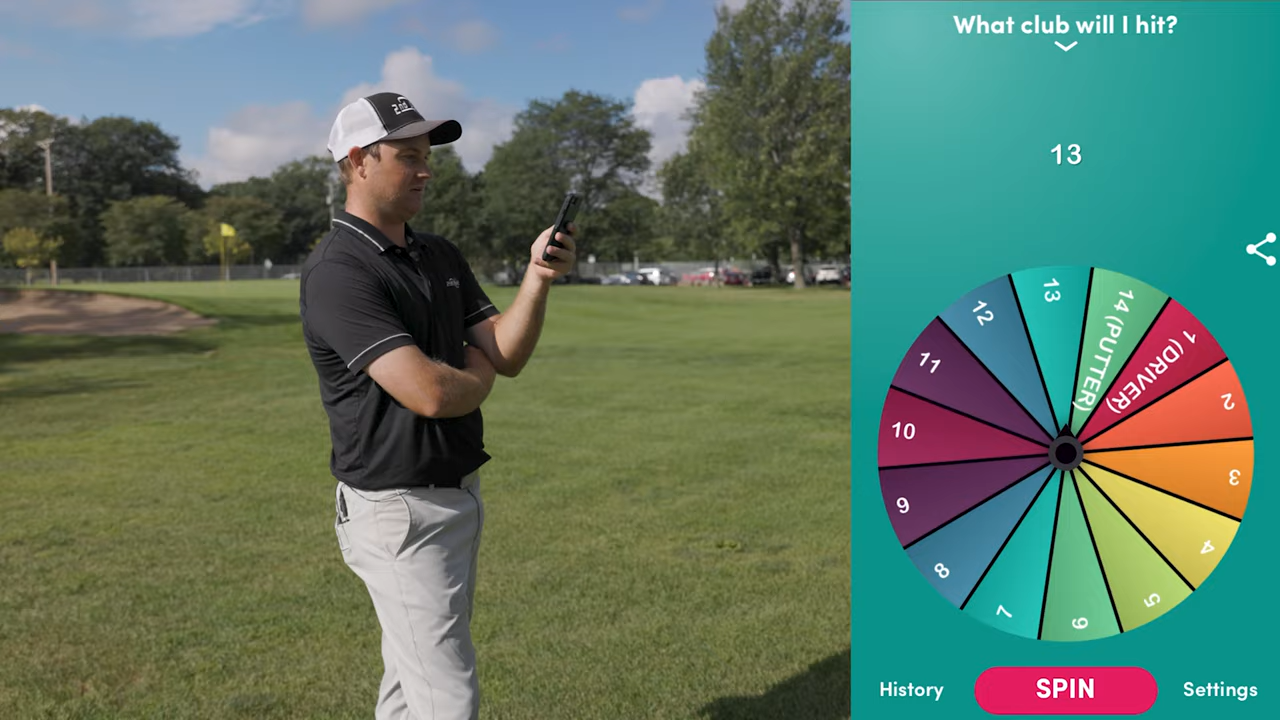 What club will I hit?
13
12
13
14 (PUTTER)
1 (DRIVER)
2
3
4
5
6
7
8
9
10
11
History
SPIN
Settings